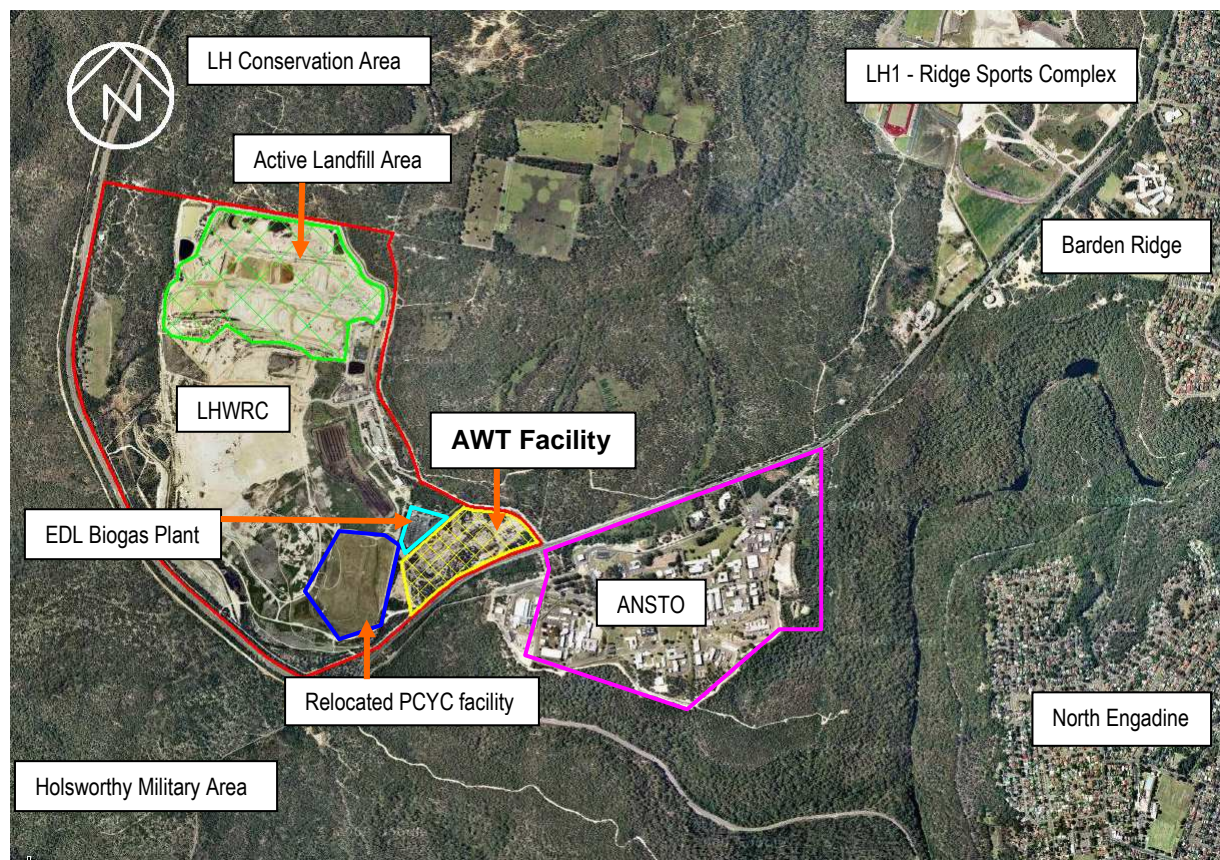 LH Conservation Area
LH1 - Ridge Sports Complex
N
Active Landfill Area
Barden Ridge
LHWRC
AWT Facility
EDL Biogas Plant
ANSTO
Relocated PCYC facility
North Engadine
Holsworthy Military Area